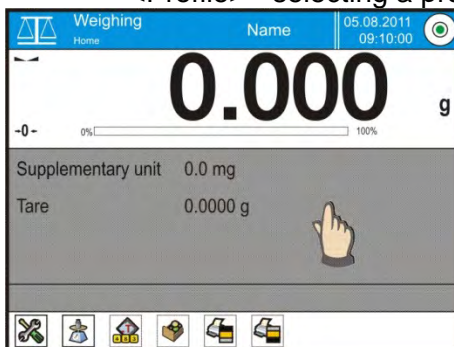 Weighing
Home
Name
05.08.2011
09:10:00
0.000 g
-0-
0%
100%
Supplementary unit 0.0 mg
Tare 0.0000 g